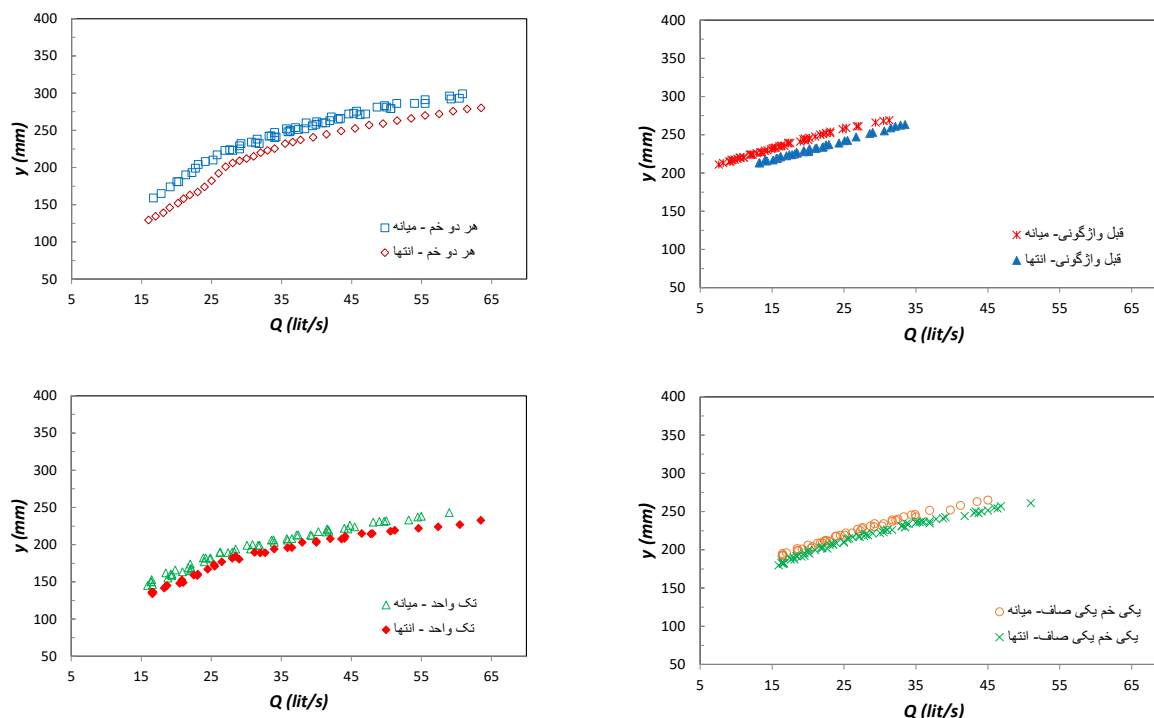 400
350
300
250
200
150
100
50
y (mm)
5 15 25 35 45 55 65
Q (lit/s)
هر دو خم - میانه
هر دو خم - انتها
400
350
300
250
200
150
100
50
y (mm)
5 15 25 35 45 55 65
Q (lit/s)
قبل واژگونی- میانه
قبل واژگونی- انتها
400
350
300
250
200
150
100
50
y (mm)
5 15 25 35 45 55 65
Q (lit/s)
تک واحد - میانه
تک واحد - انتها
400
350
300
250
200
150
100
50
y (mm)
5 15 25 35 45 55 65
Q (lit/s)
یکی خم یکی صاف- میانه
یکی خم یکی صاف- انتها